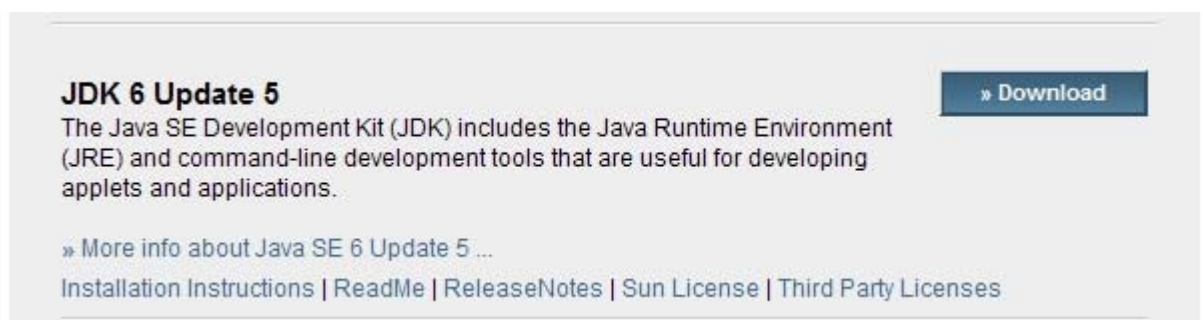 JDK 6 Update 5
» Download
The Java SE Development Kit (JDK) includes the Java Runtime Environment
(JRE) and command-line development tools that are useful for developing
applets and applications.
» More info about Java SE 6 Update 5 ...
Installation Instructions | ReadMe | ReleaseNotes | Sun License | Third Party Licenses